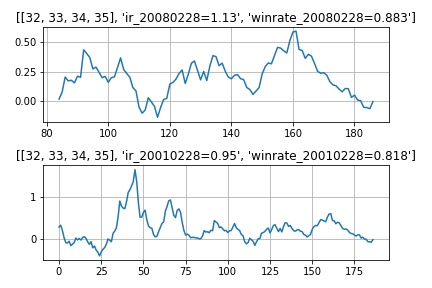 [[32, 33, 34, 35], 'ir_20080228=1.13', 'winrate_20080228=0.883']
0.50
0.25
0.00
80 100 120 140 160 180
[[32, 33, 34, 35], 'ir_20010228=0.95', 'winrate_20010228=0.818']
1
0
0 25 50 75 100 125 150 175